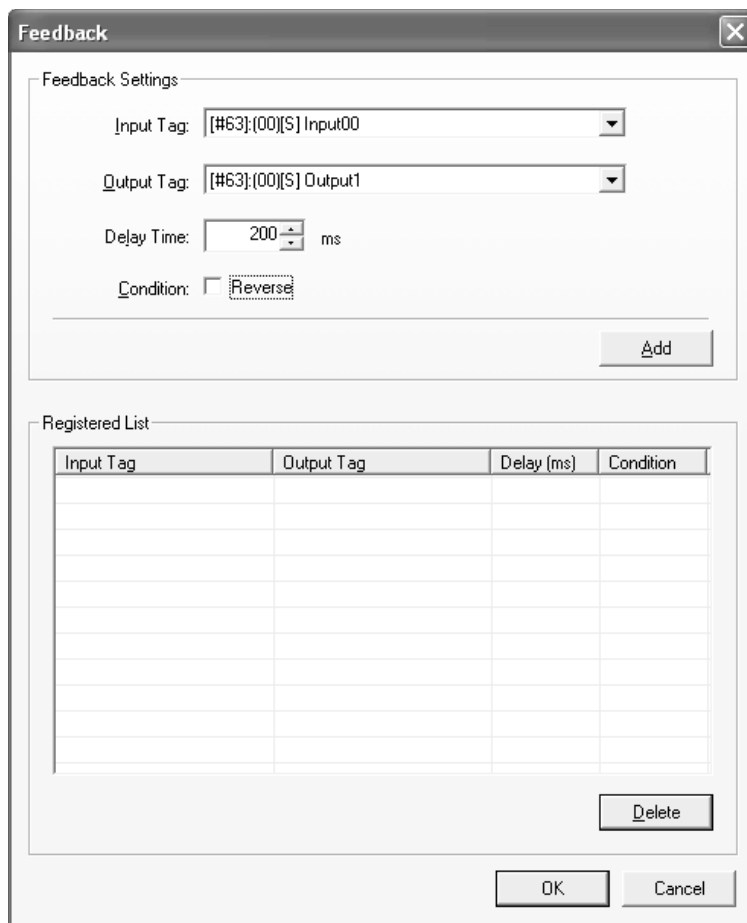 Feedback
Feedback Settings
Input Tag: [#63]:(00)[S] Input00
Output Tag: [#63]:(00)[S] Output1
Delay Time: 200 ms
Condition: Reverse
Add
Registered List
Input Tag Output Tag Delay (ms) Condition
Delete
OK Cancel